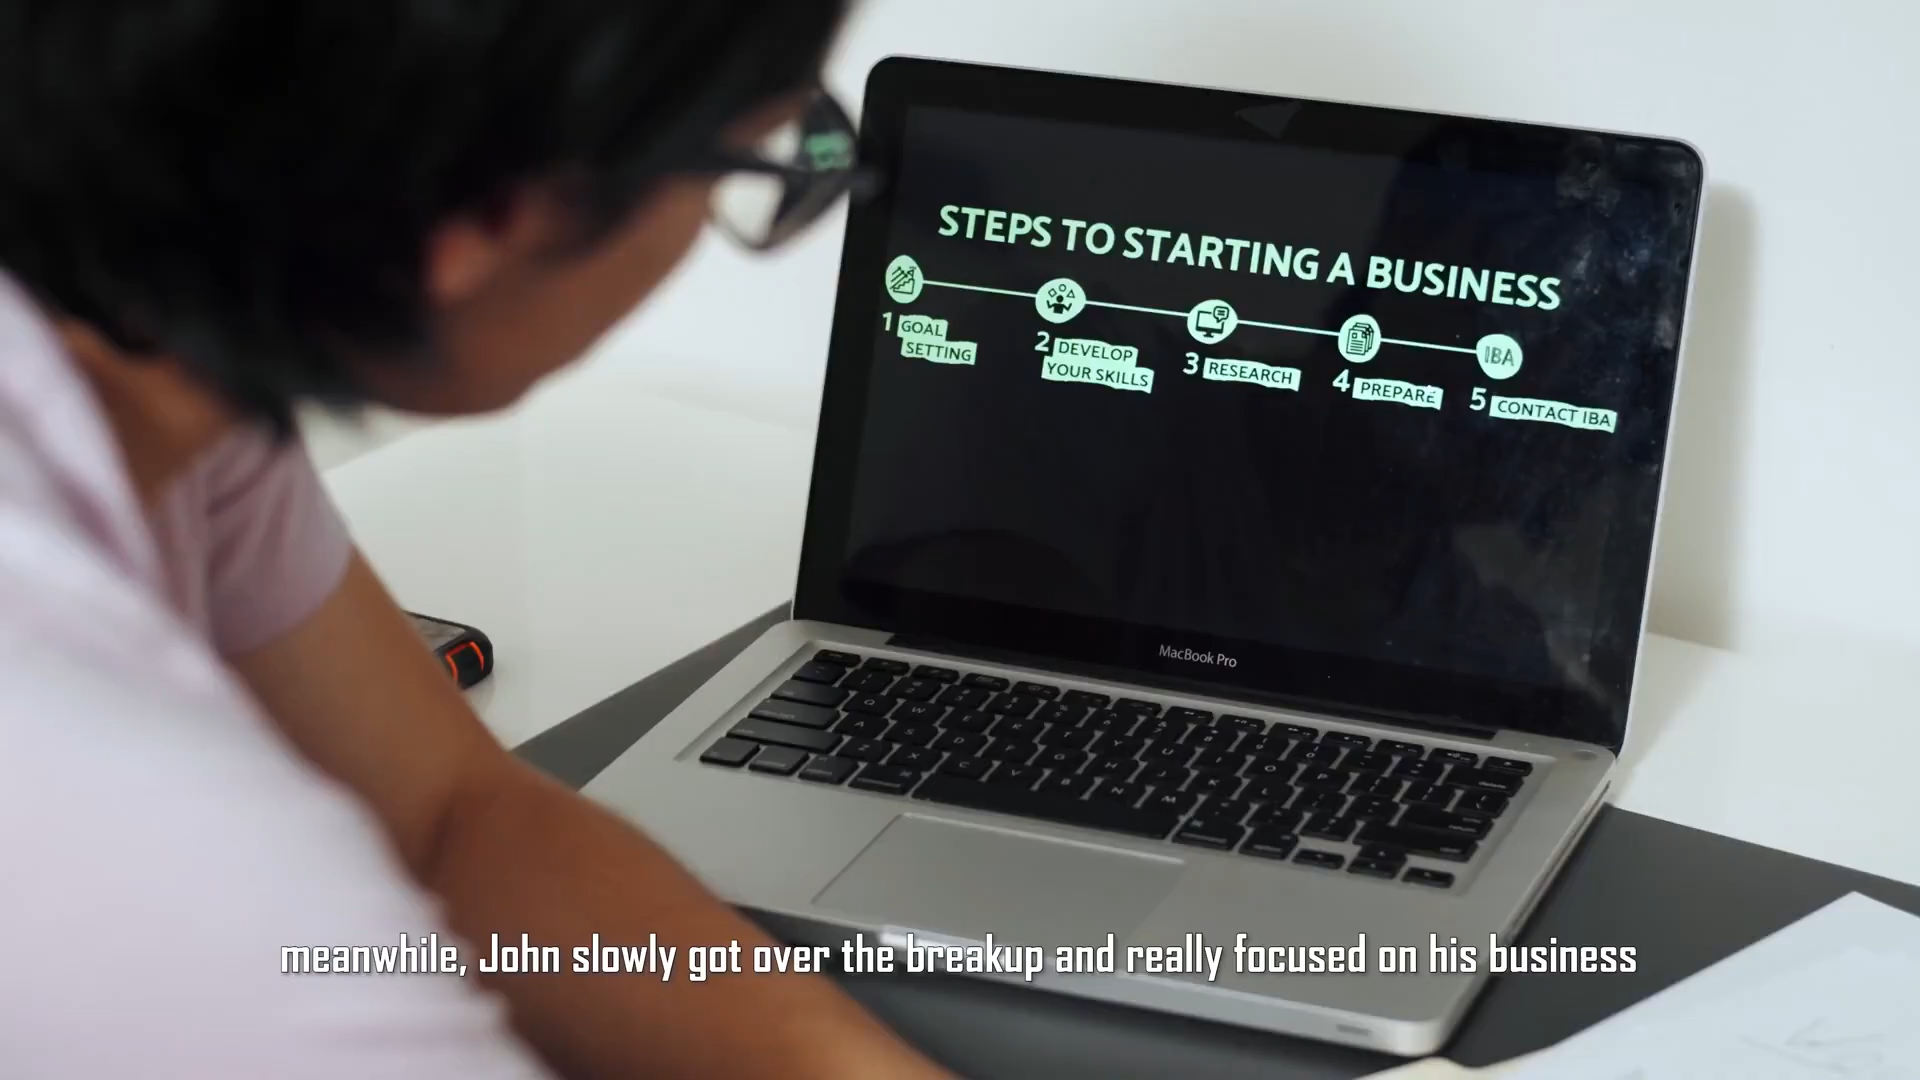 STEPS TO STARTING A BUSINESS
IBA
1 GOAL
SETTING
2 DEVELOP
YOUR SKILLS
3 RESEARCH
4 PREPARE
5 CONTACT IBA
MacBook Pro
meanwhile, John slowly got over the breakup and really focused on his business